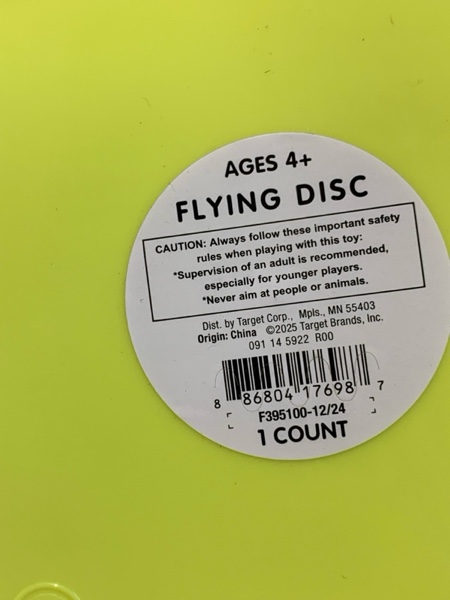 AGES 4+
FLYING DISC
CAUTION: Always follow these important safety
rules when playing with this toy:
*Supervision of an adult is recommended,
especially for younger players.
*Never aim at people or animals.
Dist. by Target Corp., Mpls., MN 55403
Origin: China ©2025 Target Brands, Inc.
091 14 5922 R00
8 86804 17698 7
F395100-12/24
1 COUNT